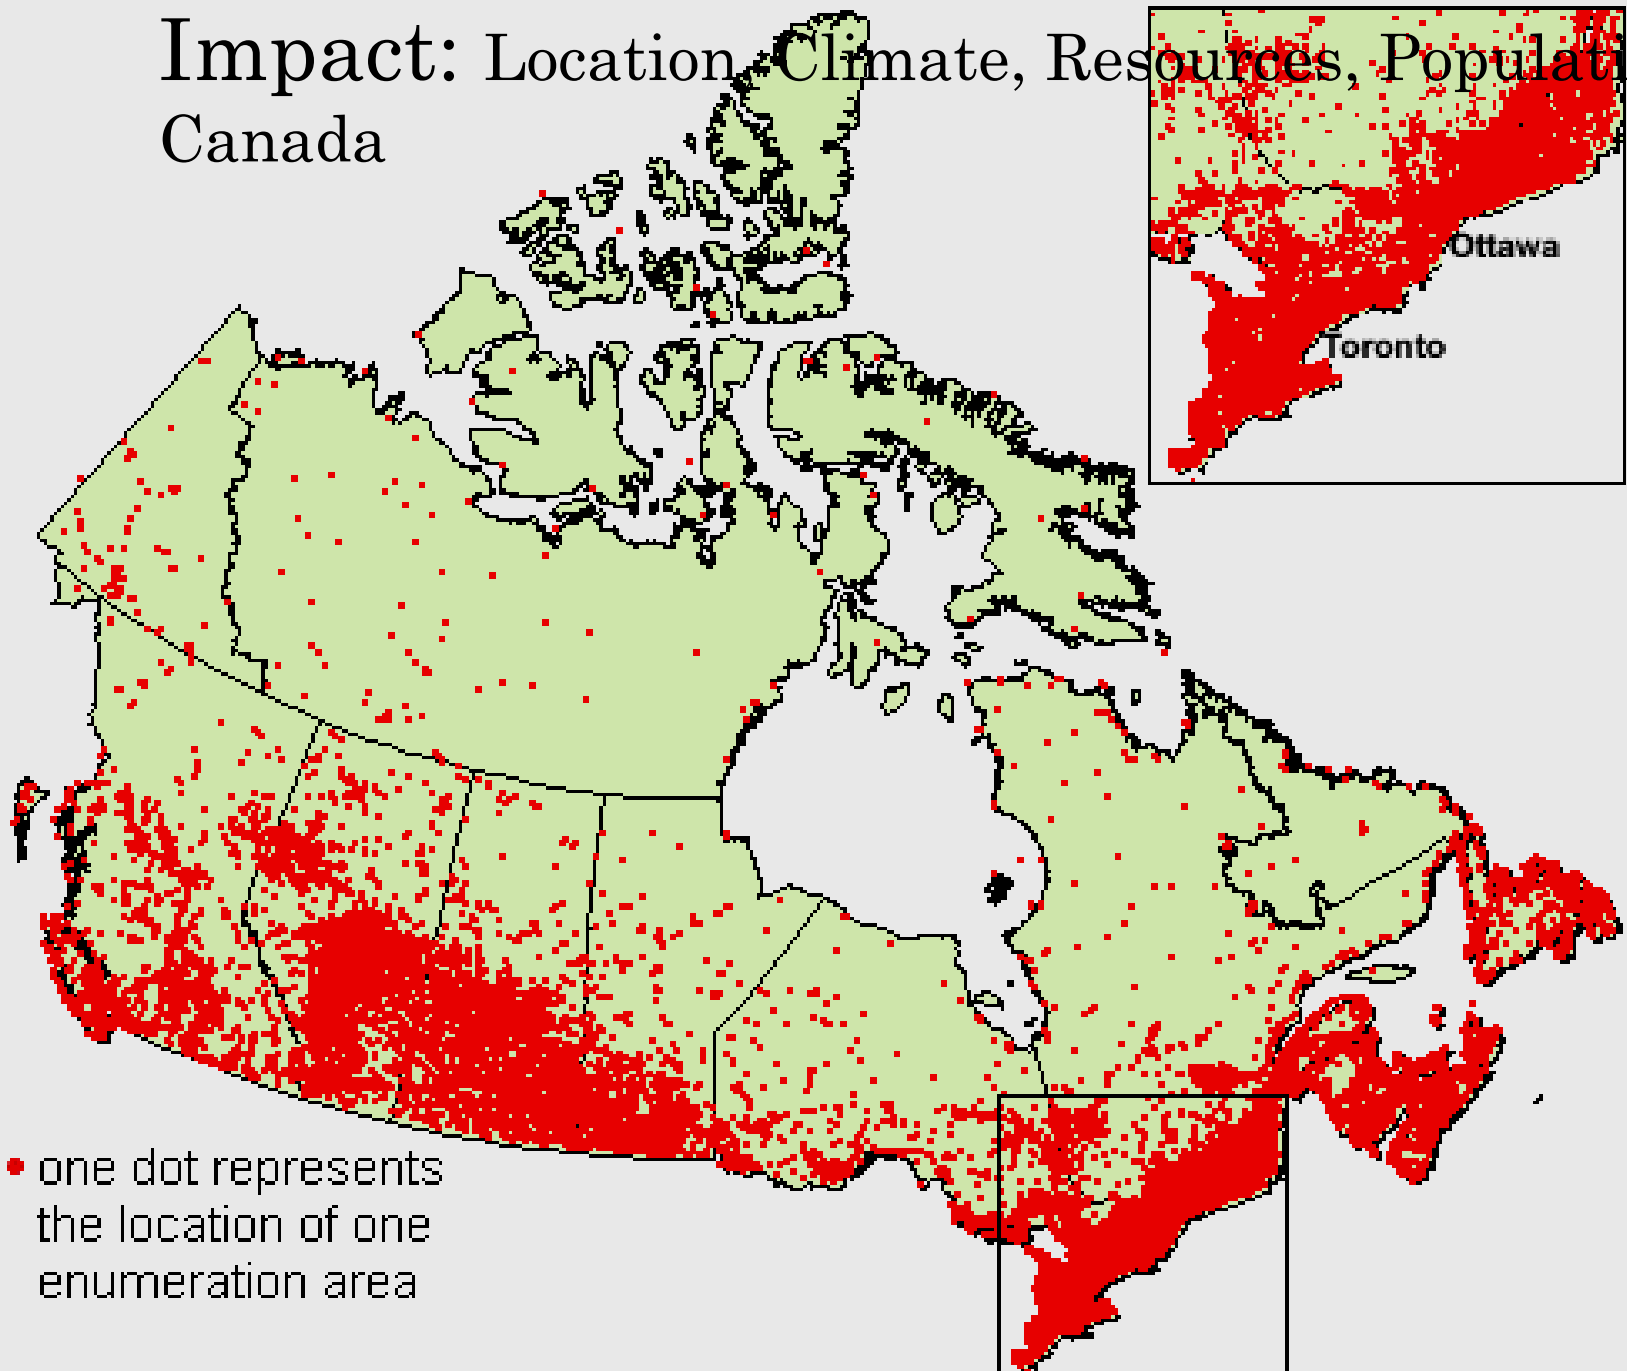 Impact: Location, Climate, Resources, Populati
Canada
Ottawa
Toronto
one dot represents
the location of one
enumeration area